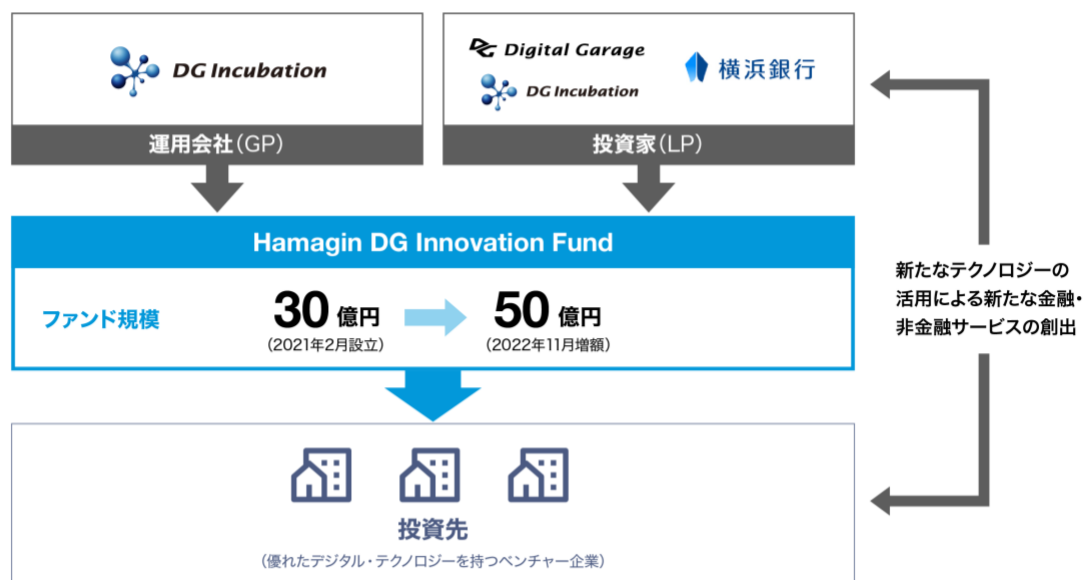 DG Incubation
運用会社(GP)
Digital Garage
DG Incubation
横浜銀行
投資家(LP)
Hamagin DG Innovation Fund
ファンド規模
30億円
(2021年2月設立)
50億円
(2022年11月増額)
新たなテクノロジーの
活用による新たな金融・
非金融サービスの創出
投資先
(優れたデジタル・テクノロジーを持つベンチャー企業)